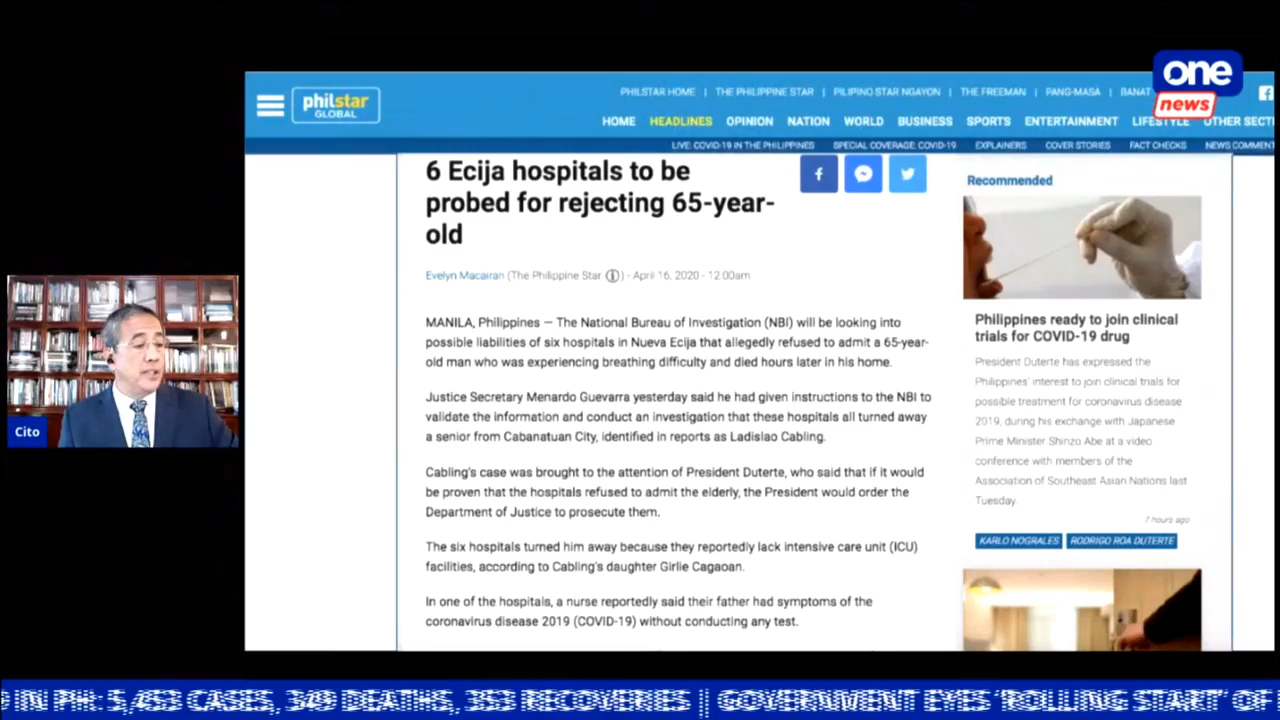 one
news
philstar
GLOBAL
PHILSTAR HOME | THE PHILIPPINE STAR | PILIPINO STAR NGAYON | THE FREEMAN | PANG-MASA | BANAT
HOME HEADLINES OPINION NATION WORLD BUSINESS SPORTS ENTERTAINMENT LIFESTYLE OTHER SECTI
LIVE: COVID-19 IN THE PHILIPPINES SPECIAL COVERAGE: COVID-19 EXPLAINERS COVER STORIES FACT CHECKS NEWS COMMENT
6 Ecija hospitals to be
probed for rejecting 65-year-
old
Evelyn Macairan (The Philippine Star) - April 16, 2020 - 12:00am
MANILA, Philippines — The National Bureau of Investigation (NBI) will be looking into
possible liabilities of six hospitals in Nueva Ecija that allegedly refused to admit a 65-year-
old man who was experiencing breathing difficulty and died hours later in his home.
Justice Secretary Menardo Guevarra yesterday said he had given instructions to the NBI to
validate the information and conduct an investigation that these hospitals all turned away
a senior from Cabanatuan City, identified in reports as Ladislao Cabling.
Cabling's case was brought to the attention of President Duterte, who said that if it would
be proven that the hospitals refused to admit the elderly, the President would order the
Department of Justice to prosecute them.
The six hospitals turned him away because they reportedly lack intensive care unit (ICU)
facilities, according to Cabling's daughter Girlie Cagaoan.
In one of the hospitals, a nurse reportedly said their father had symptoms of the
coronavirus disease 2019 (COVID-19) without conducting any test.
Recommended
Philippines ready to join clinical
trials for COVID-19 drug
President Duterte has expressed the
Philippines' interest to join clinical trials for
possible treatment for coronavirus disease
2019, during his exchange with Japanese
Prime Minister Shinzo Abe at a video
conference with members of the
Association of Southeast Asian Nations last
Tuesday.
7 hours ago
KARLO NOGRALES RODRIGO ROA DUTERTE
Cito
IN PH: 5,453 CASES, 349 DEATHS, 353 RECOVERIES || GOVERNMENT EYES 'ROLLING START' OF